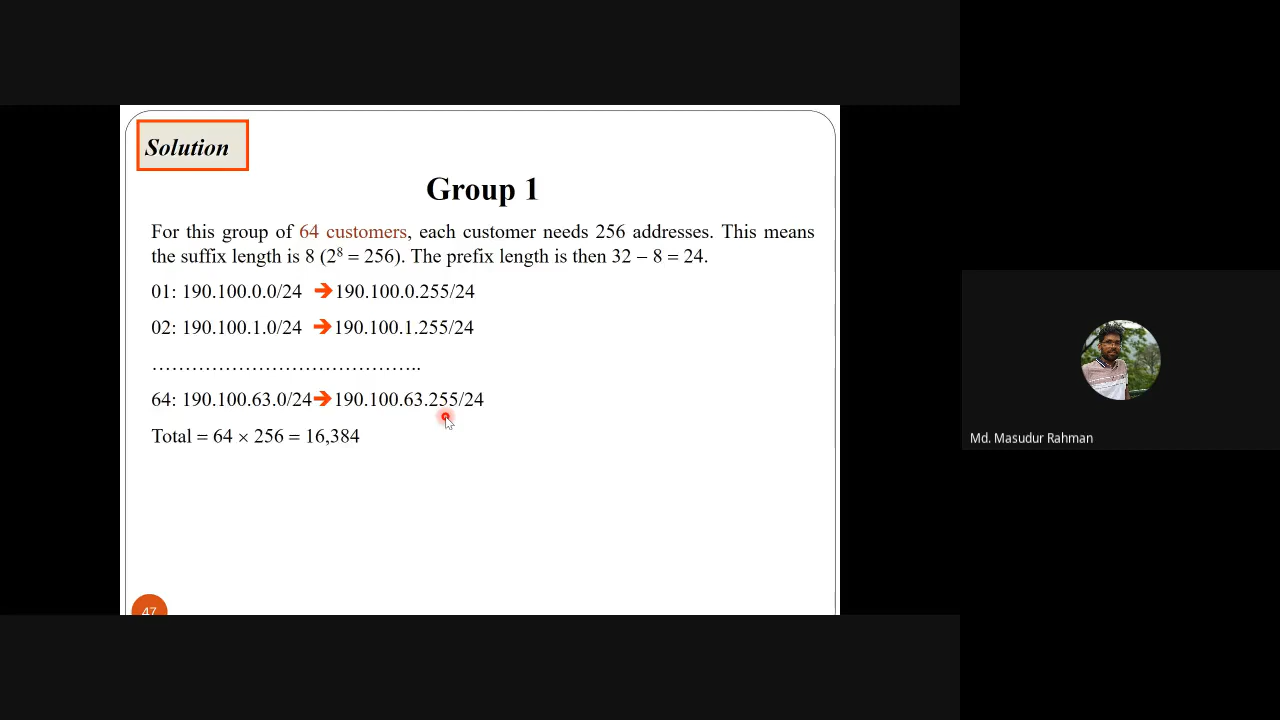 Solution
Group 1
For this group of 64 customers, each customer needs 256 addresses. This means
the suffix length is 8 (2⁸ = 256). The prefix length is then 32 − 8 = 24.
01: 190.100.0.0/24 ➔190.100.0.255/24
02: 190.100.1.0/24 ➔190.100.1.255/24
…………………………………..
64: 190.100.63.0/24➔190.100.63.255/24
Total = 64 × 256 = 16,384
47
Md. Masudur Rahman